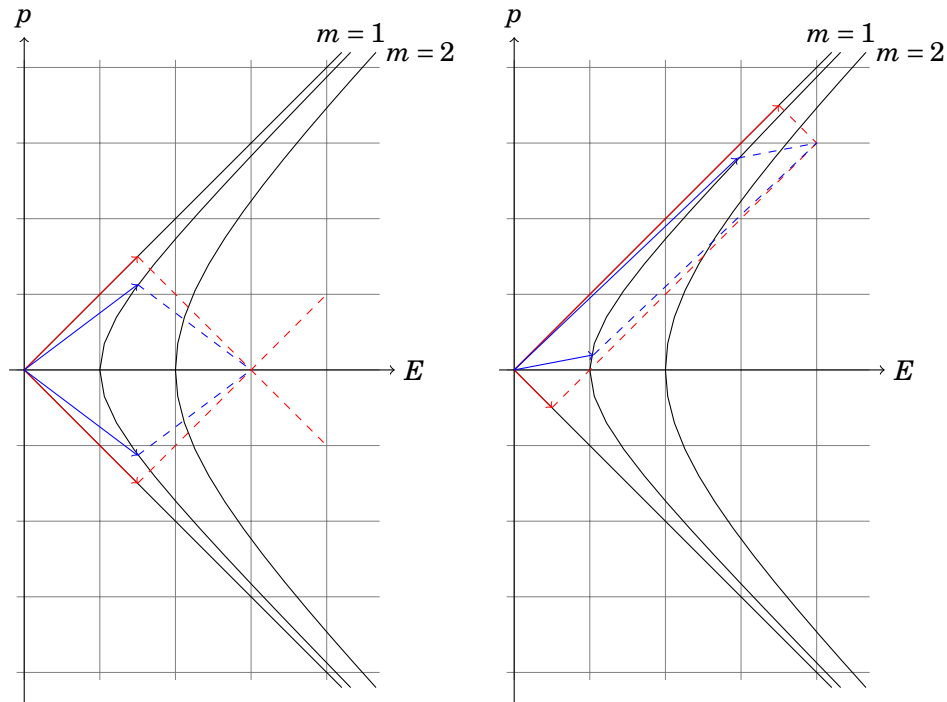 p
m = 1
m = 2
E
p
m = 1
m = 2
E